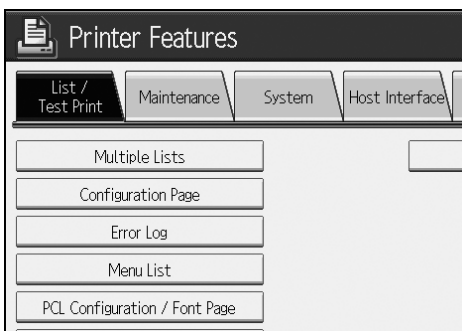 Printer Features
List /
Test Print
Maintenance
System
Host Interface
Multiple Lists
Configuration Page
Error Log
Menu List
PCL Configuration / Font Page